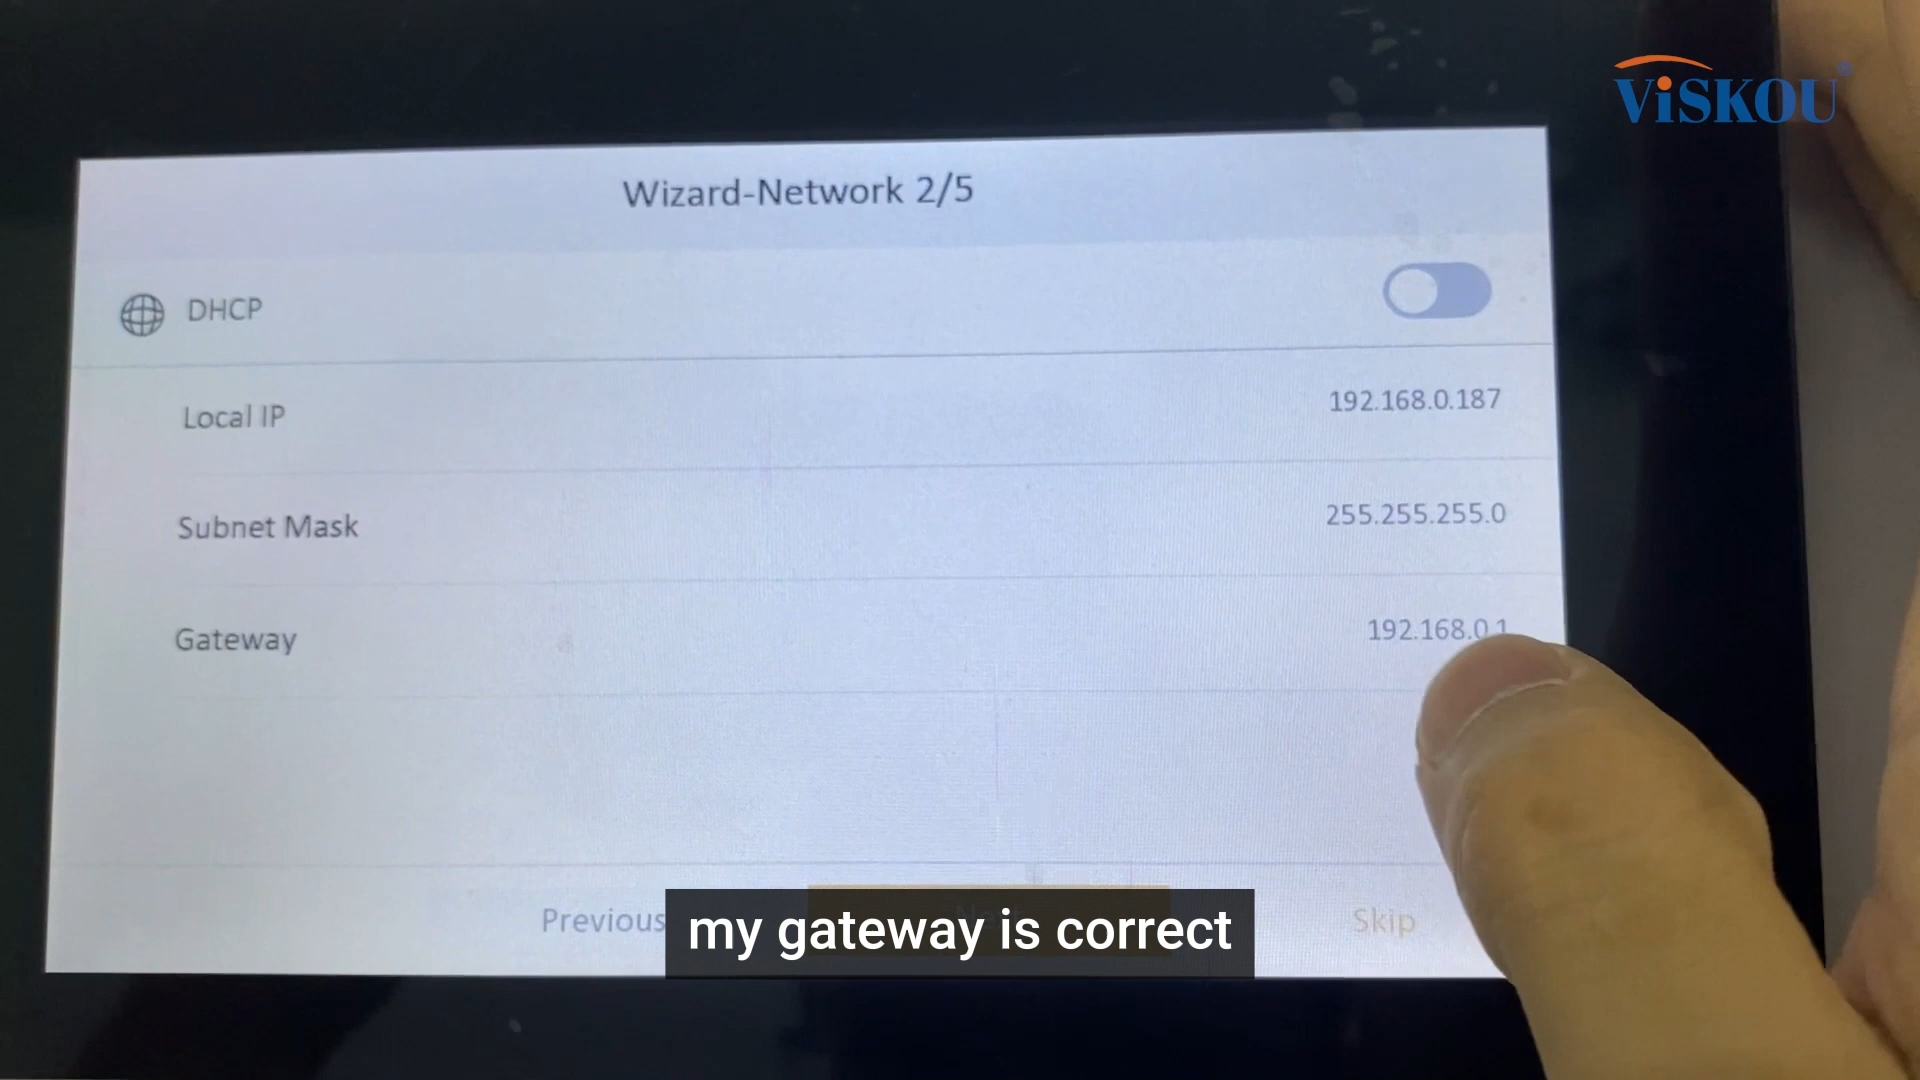 ViSKOU
Wizard-Network 2/5
DHCP
Local IP 192.168.0.187
Subnet Mask 255.255.255.0
Gateway 192.168.0.1
Previous
Skip
my gateway is correct